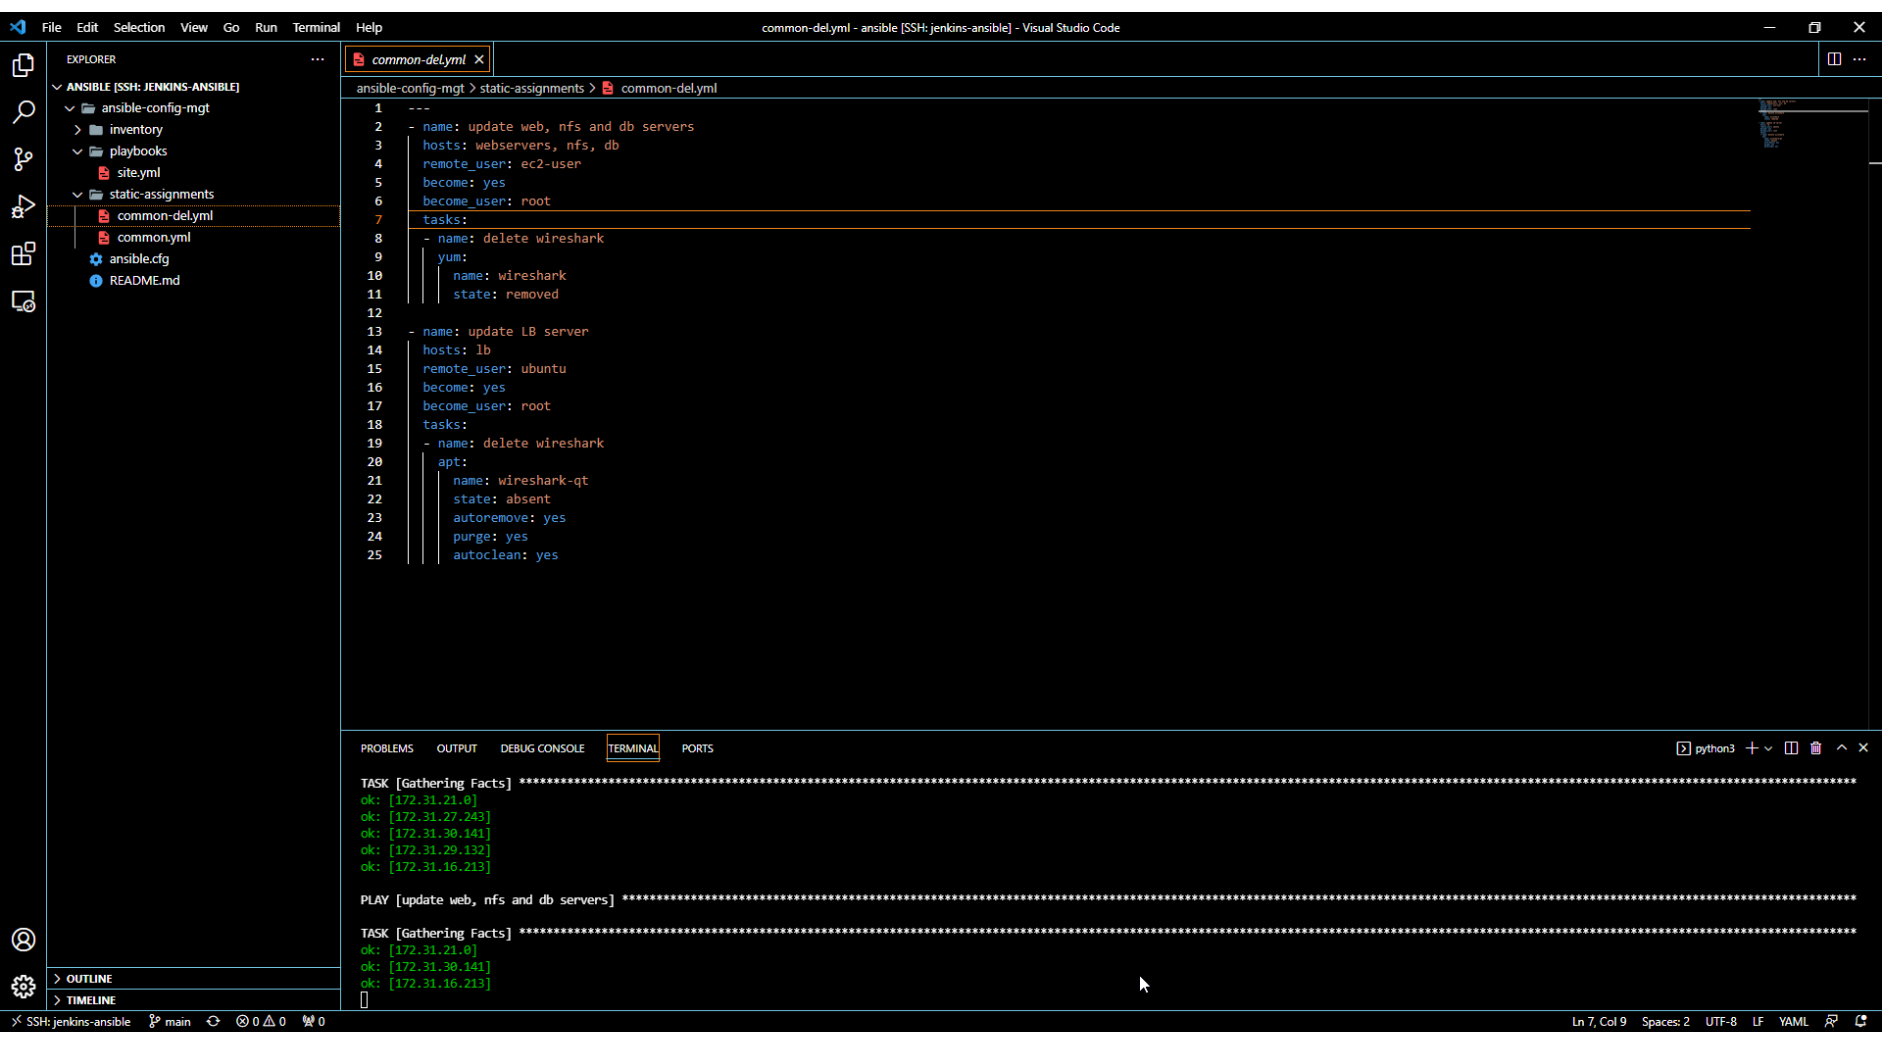 File Edit Selection View Go Run Terminal Help
common-del.yml - ansible [SSH: jenkins-ansible] - Visual Studio Code
EXPLORER
ANSIBLE [SSH: JENKINS-ANSIBLE]
ansible-config-mgt
inventory
playbooks
site.yml
static-assignments
common-del.yml
common.yml
ansible.cfg
README.md
OUTLINE
TIMELINE
common-del.yml
ansible-config-mgt > static-assignments > common-del.yml
1 ---
2 - name: update web, nfs and db servers
3 hosts: webservers, nfs, db
4 remote_user: ec2-user
5 become: yes
6 become_user: root
7 tasks:
8 - name: delete wireshark
9 yum:
10 name: wireshark
11 state: removed
12
13 - name: update LB server
14 hosts: lb
15 remote_user: ubuntu
16 become: yes
17 become_user: root
18 tasks:
19 - name: delete wireshark
20 apt:
21 name: wireshark-qt
22 state: absent
23 autoremove: yes
24 purge: yes
25 autoclean: yes
PROBLEMS OUTPUT DEBUG CONSOLE TERMINAL PORTS
python3
TASK [Gathering Facts] ****
ok: [172.31.21.0]
ok: [172.31.27.243]
ok: [172.31.30.141]
ok: [172.31.29.132]
ok: [172.31.16.213]
PLAY [update web, nfs and db servers] ****
TASK [Gathering Facts] ****
ok: [172.31.21.0]
ok: [172.31.30.141]
ok: [172.31.16.213]
SSH: jenkins-ansible main 0 0 0
Ln 7, Col 9 Spaces: 2 UTF-8 LF YAML